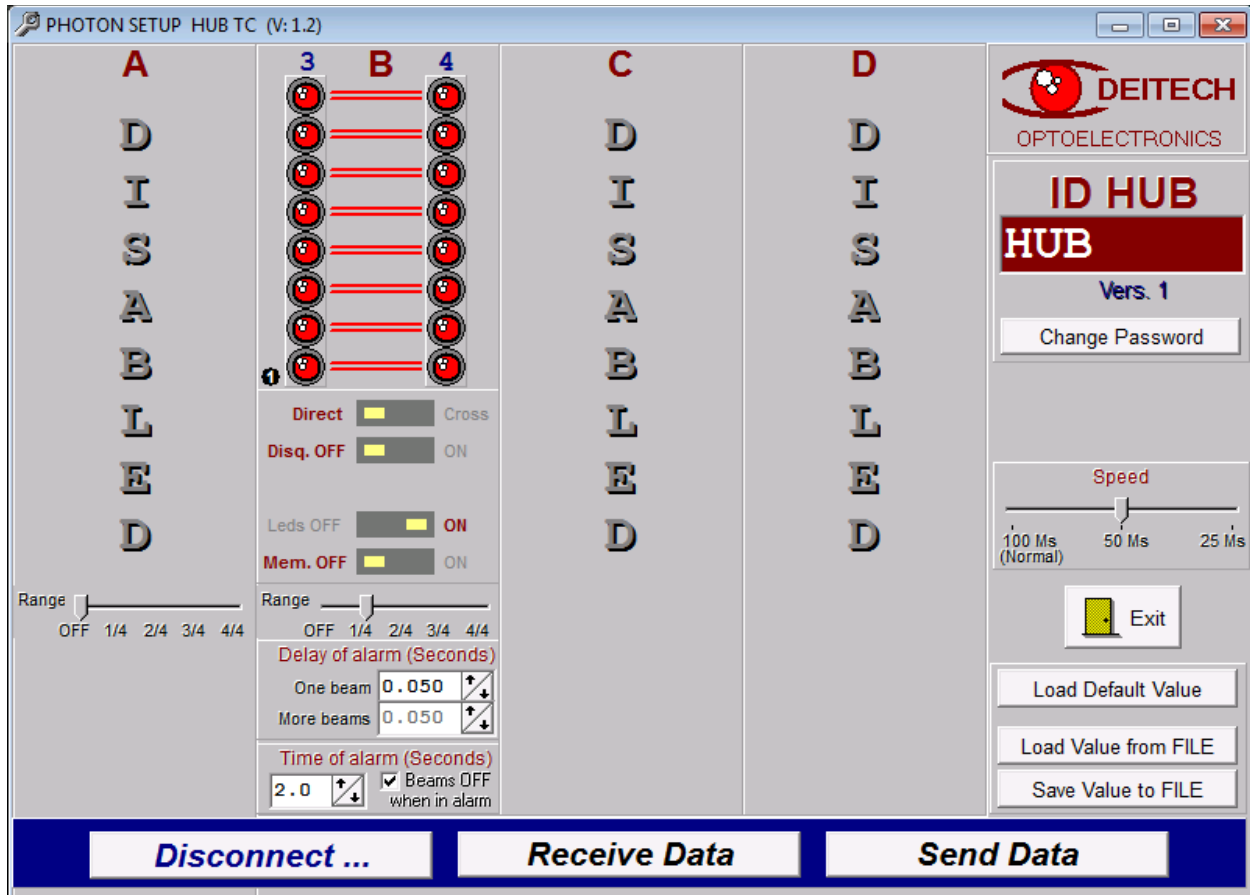 PHOTON SETUP HUB TC (V: 1.2)
A
D
I
S
A
B
L
E
D
Range
OFF 1/4 2/4 3/4 4/4
3 B 4
1
Direct Cross
Disq. OFF ON
Leds OFF ON
Mem. OFF ON
Range
OFF 1/4 2/4 3/4 4/4
Delay of alarm (Seconds)
One beam 0.050
More beams 0.050
Time of alarm (Seconds)
2.0 Beams OFF
when in alarm
C
D
I
S
A
B
L
E
D
D
D
I
S
A
B
L
E
D
DEITECH
OPTOELECTRONICS
ID HUB
HUB
Vers. 1
Change Password
Speed
100 Ms 50 Ms 25 Ms
(Normal)
Exit
Load Default Value
Load Value from FILE
Save Value to FILE
Disconnect ... Receive Data Send Data